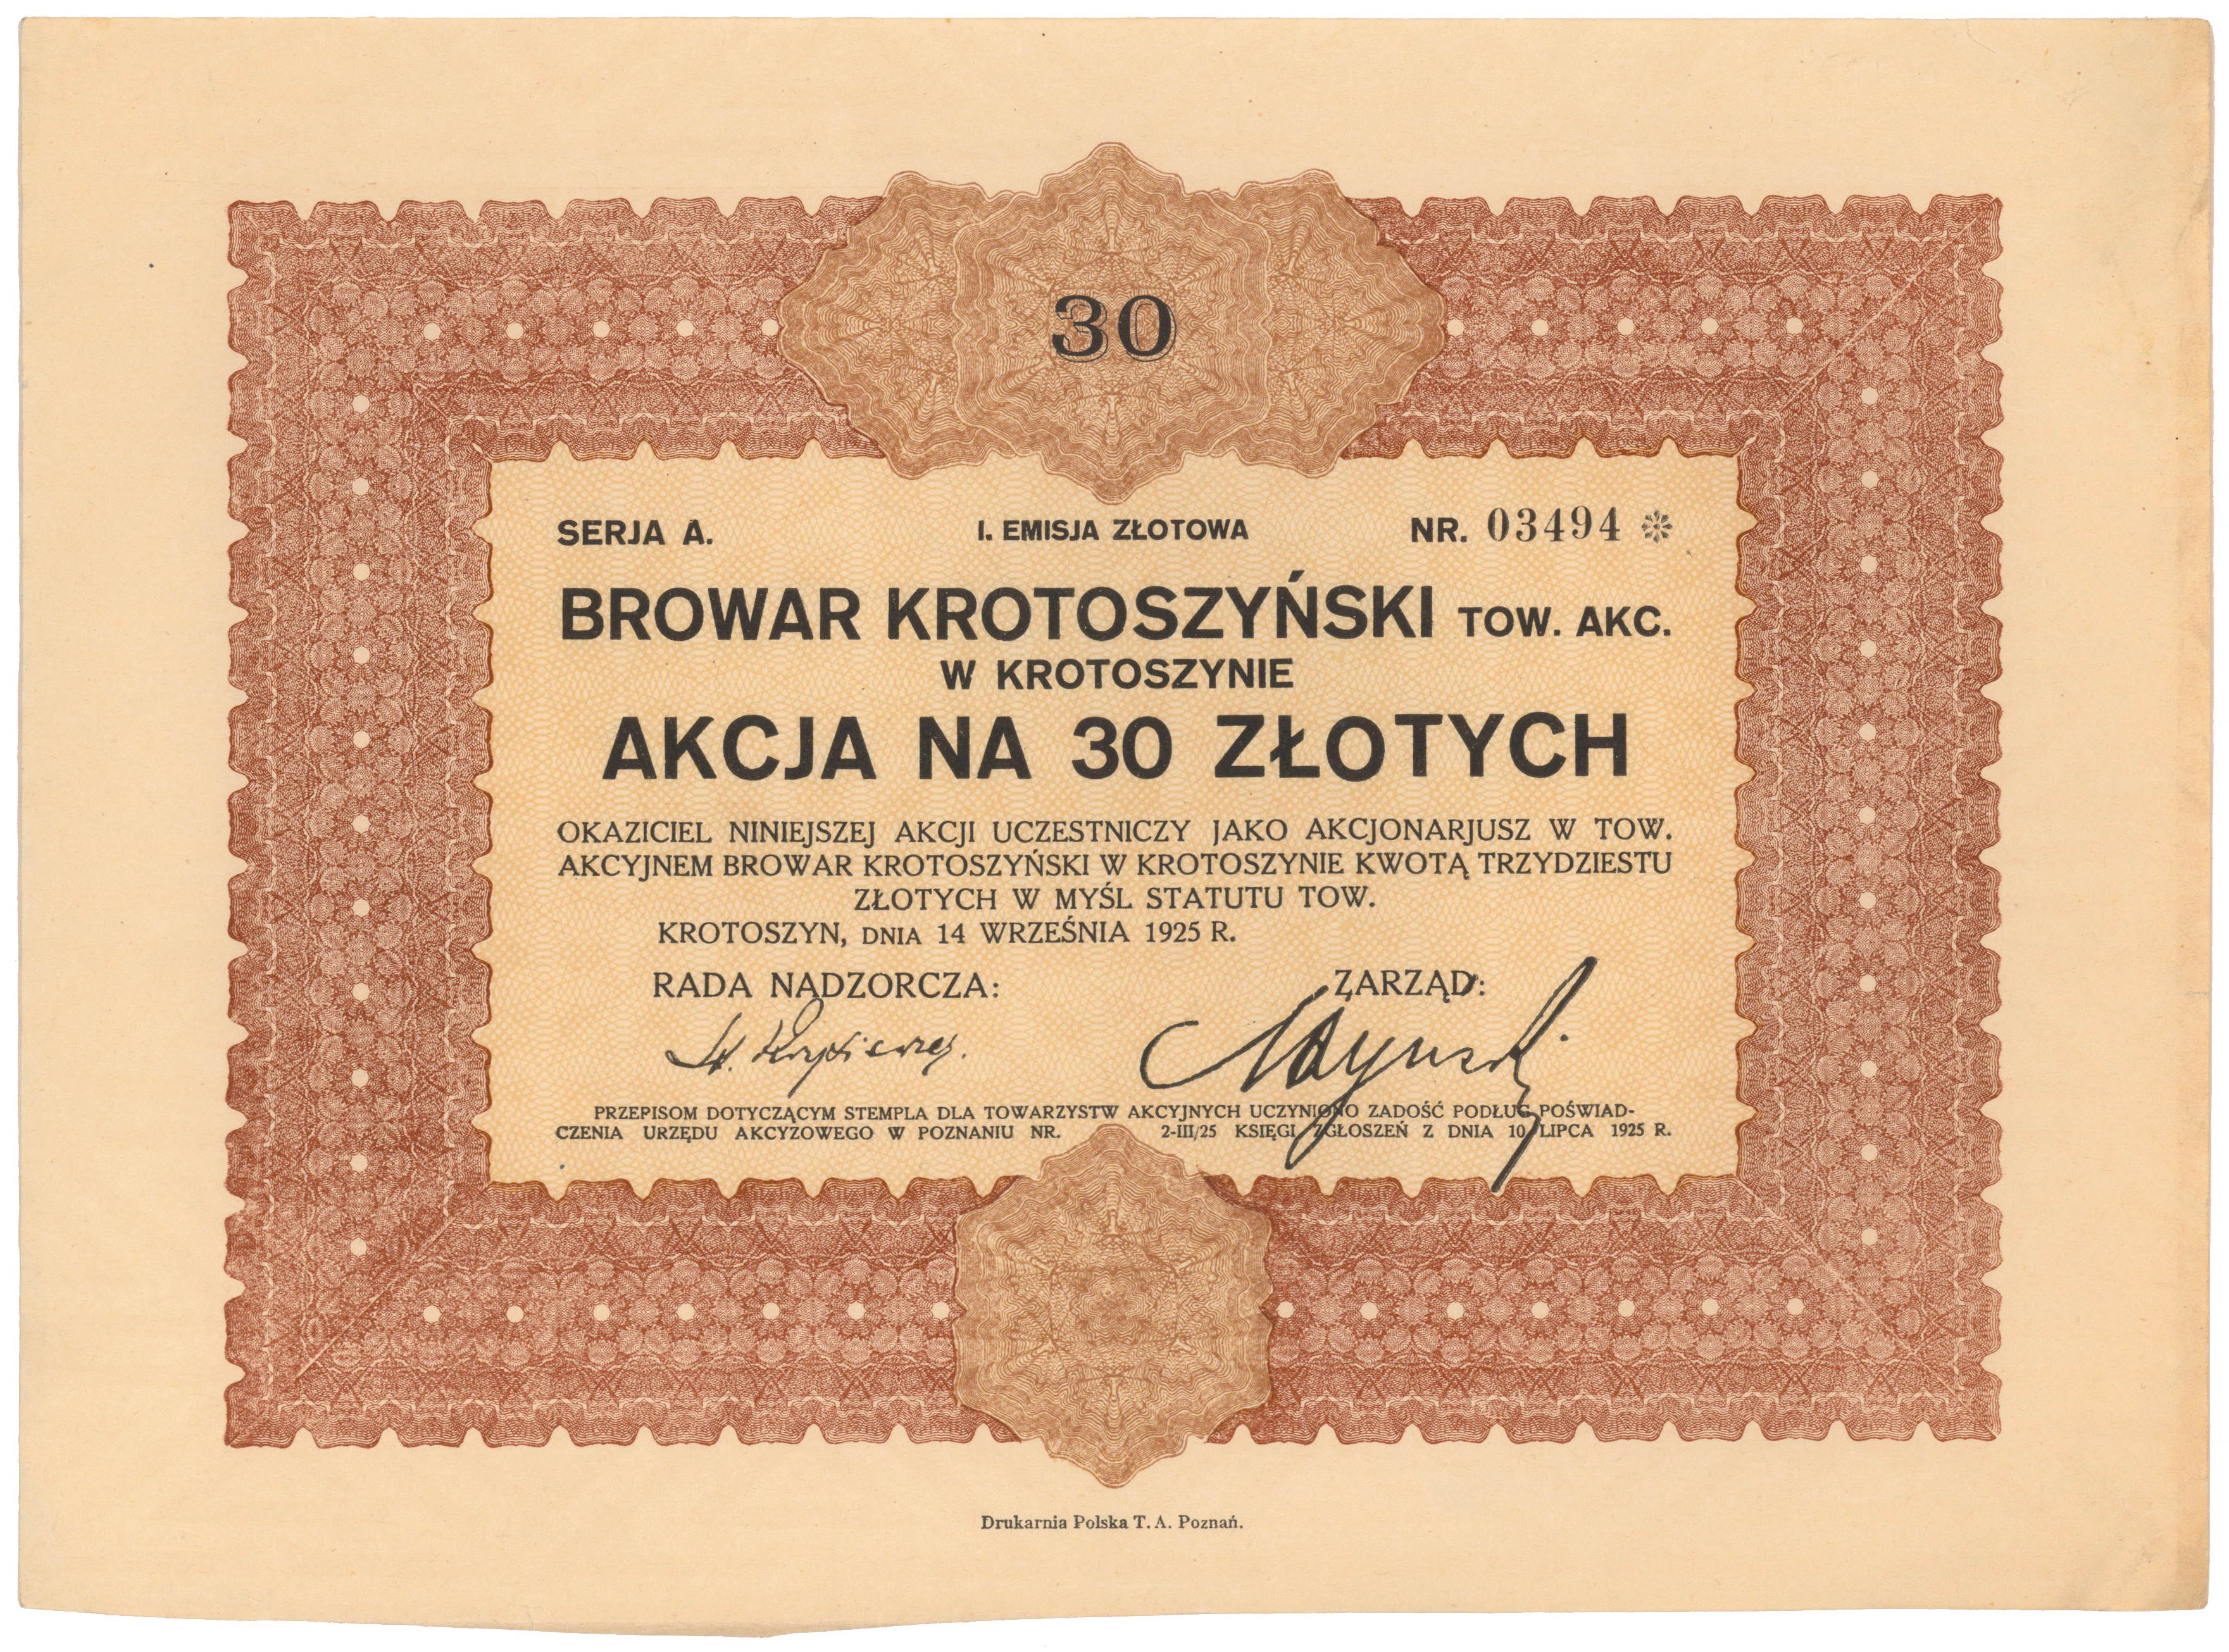 30
SERJA A. I. EMISJA ZŁOTOWA NR. 03494
BROWAR KROTOSZYŃSKI TOW. AKC.
W KROTOSZYNIE
AKCJA NA 30 ZŁOTYCH
OKAZICIEL NINIEJSZEJ AKCJI UCZESTNICZY JAKO AKCJONARJUSZ W TOW.
AKCYJNEM BROWAR KROTOSZYŃSKI W KROTOSZYNIE KWOTĄ TRZYDZIESTU
ZŁOTYCH W MYŚL STATUTU TOW.
KROTOSZYN, DNIA 14 WRZEŚNIA 1925 R.
RADA NADZORCZA: ZARZĄD:
PRZEPISOM DOTYCZĄCYM STEMPLA DLA TOWARZYSTW AKCYJNYCH UCZYNIONO ZADOŚĆ PODŁUG POŚWIAD-
CZENIA URZĘDU AKCYZOWEGO W POZNANIU NR. 2-III/25 KSIĘGI ZGŁOSZEŃ Z DNIA 10 LIPCA 1925 R.
Drukarnia Polska T. A. Poznań.